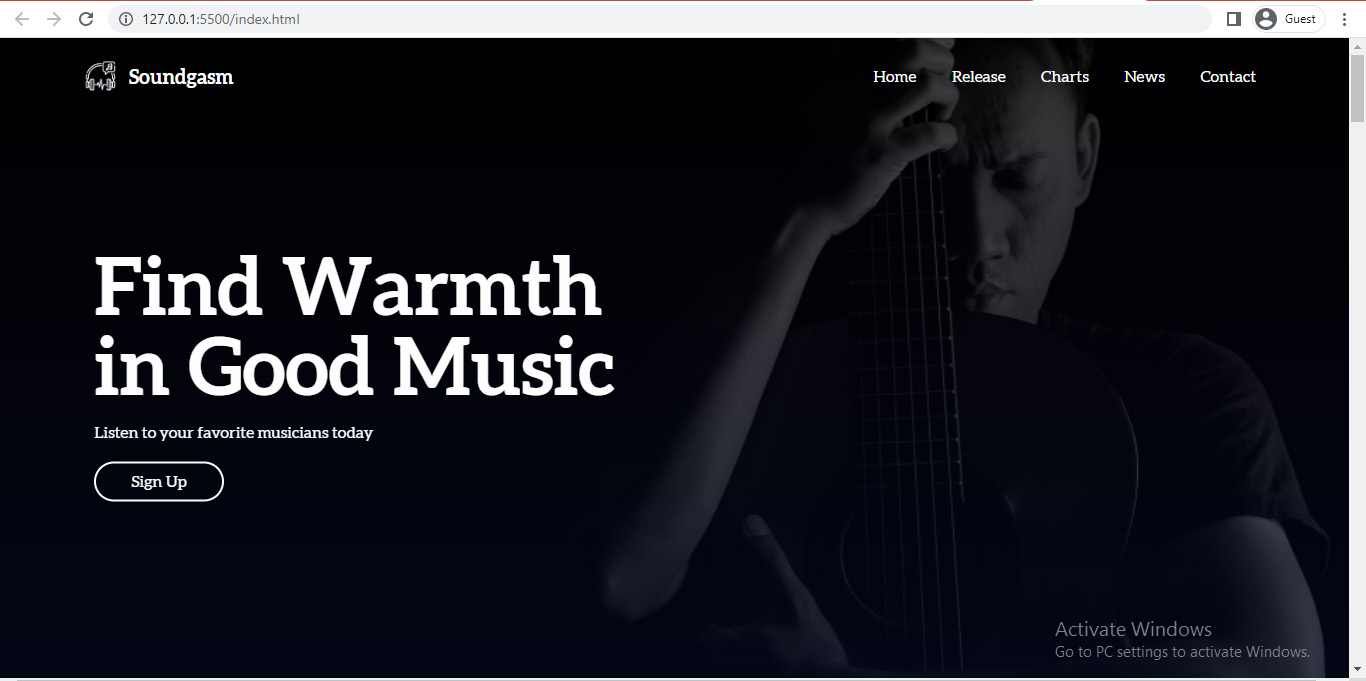 127.0.0.1:5500/index.html
Guest
Soundgasm
Home Release Charts News Contact
Find Warmth
in Good Music
Listen to your favorite musicians today
Sign Up
Activate Windows
Go to PC settings to activate Windows.